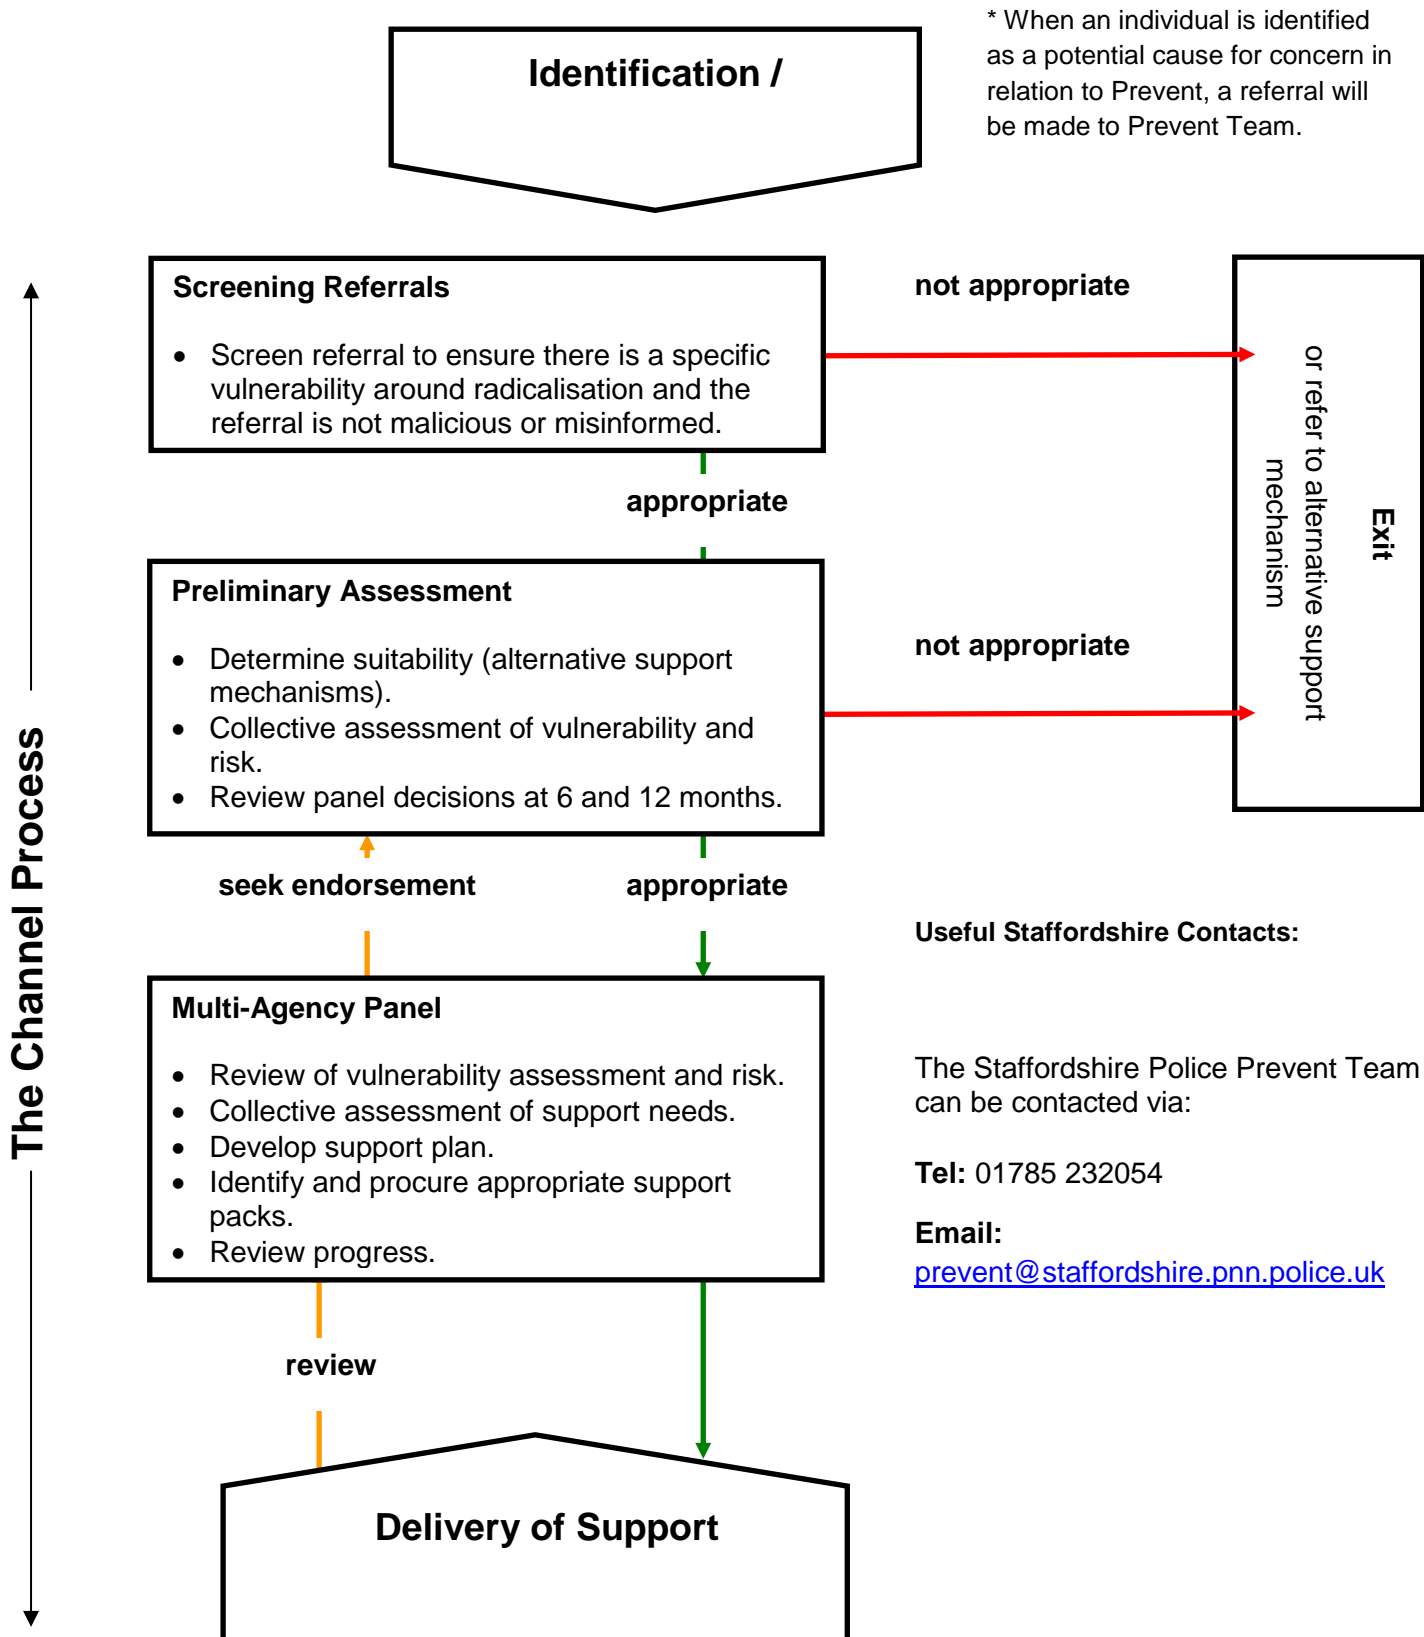 * When an individual is identified
as a potential cause for concern in
relation to Prevent, a referral will
be made to Prevent Team.
Identification /
The Channel Process
Screening Referrals
• Screen referral to ensure there is a specific
vulnerability around radicalisation and the
referral is not malicious or misinformed.
not appropriate
Exit
or refer to alternative support
mechanism
appropriate
Preliminary Assessment
• Determine suitability (alternative support
mechanisms).
• Collective assessment of vulnerability and
risk.
• Review panel decisions at 6 and 12 months.
not appropriate
seek endorsement
appropriate
Multi-Agency Panel
• Review of vulnerability assessment and risk.
• Collective assessment of support needs.
• Develop support plan.
• Identify and procure appropriate support
packs.
• Review progress.
Useful Staffordshire Contacts:
The Staffordshire Police Prevent Team
can be contacted via:
Tel: 01785 232054
Email:
prevent@staffordshire.pnn.police.uk
review
Delivery of Support